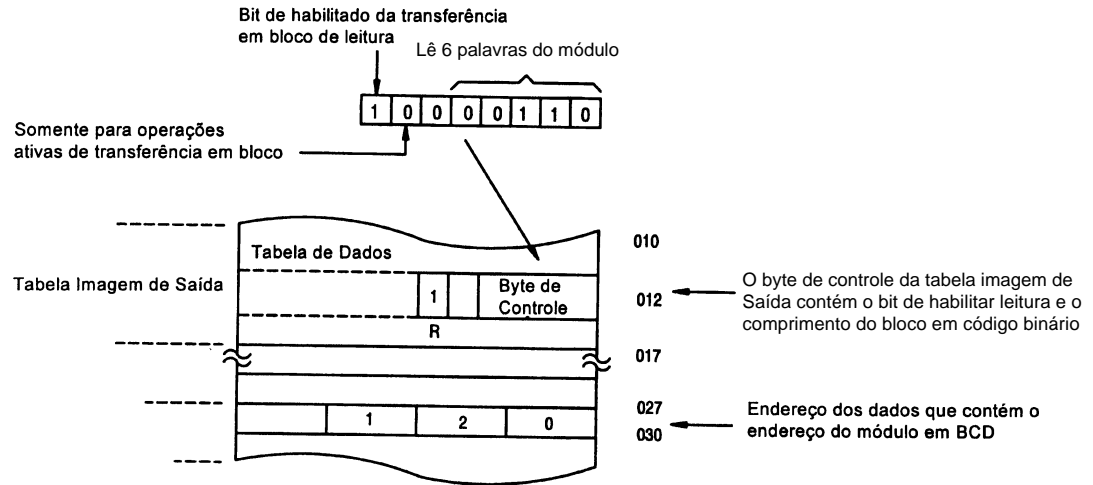 Bit de habilitado da transferência
em bloco de leitura
Lê 6 palavras do módulo
1 0 0 0 0 1 1 0
Somente para operações
ativas de transferência em bloco
010
Tabela de Dados
Tabela Imagem de Saída
1
Byte de
Controle
012
O byte de controle da tabela imagem de
Saída contém o bit de habilitar leitura e o
comprimento do bloco em código binário
R
017
027
1 2 0
030
Endereço dos dados que contém o
endereço do módulo em BCD